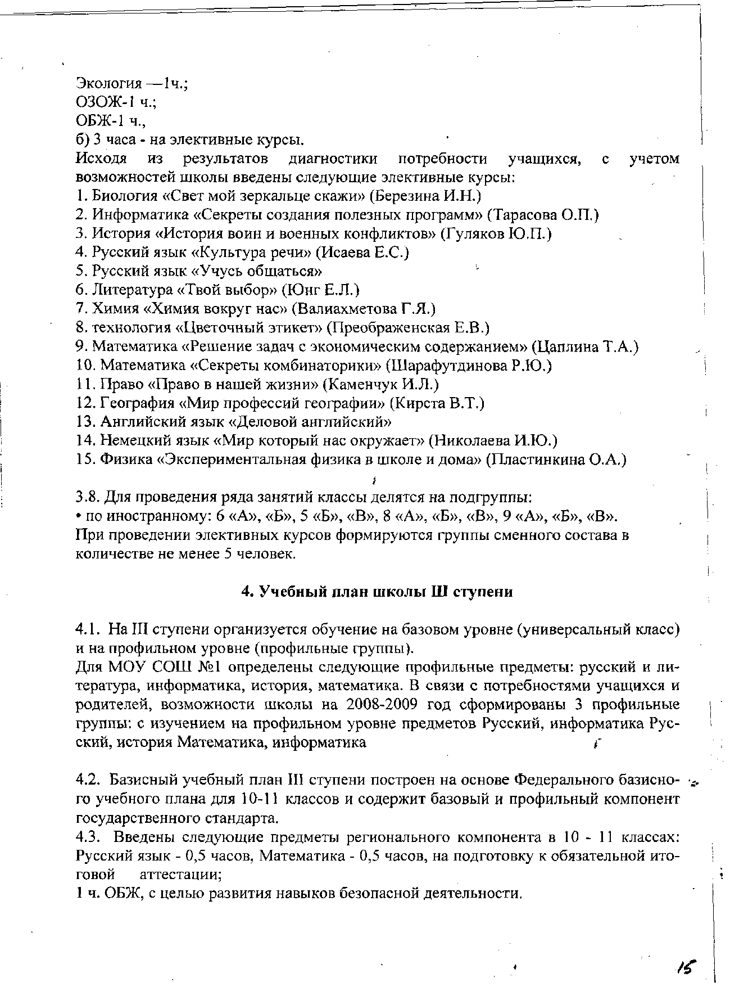 Экология —1ч.;
ОЗОЖ-1 ч.;
ОБЖ-1 ч.,
б) 3 часа - на элективные курсы.
Исходя из результатов диагностики потребности учащихся, с учетом
возможностей школы введены следующие элективные курсы:
1. Биология «Свет мой зеркальце скажи» (Березина И.Н.)
2. Информатика «Секреты создания полезных программ» (Тарасова О.П.)
3. История «История воин и военных конфликтов» (Гуляков Ю.П.)
4. Русский язык «Культура речи» (Исаева Е.С.)
5. Русский язык «Учусь общаться»
6. Литература «Твой выбор» (Юнг Е.Л.)
7. Химия «Химия вокруг нас» (Валиахметова Г.Я.)
8. технология «Цветочный этикет» (Преображенская Е.В.)
9. Математика «Решение задач с экономическим содержанием» (Цаплина Т.А.)
10. Математика «Секреты комбинаторики» (Шарафутдинова Р.Ю.)
11. Право «Право в нашей жизни» (Каменчук И.Л.)
12. География «Мир профессий географии» (Кирста В.Т.)
13. Английский язык «Деловой английский»
14. Немецкий язык «Мир который нас окружает» (Николаева И.Ю.)
15. Физика «Экспериментальная физика в школе и дома» (Пластинкина О.А.)
3.8. Для проведения ряда занятий классы делятся на подгруппы:
• по иностранному: 6 «А», «Б», 5 «Б», «В», 8 «А», «Б», «В», 9 «А», «Б», «В».
При проведении элективных курсов формируются группы сменного состава в
количестве не менее 5 человек.
4. Учебный план школы Ш ступени
4.1. На III ступени организуется обучение на базовом уровне (универсальный класс)
и на профильном уровне (профильные группы).
Для МОУ СОШ №1 определены следующие профильные предметы: русский и ли-
тература, информатика, история, математика. В связи с потребностями учащихся и
родителей, возможности школы на 2008-2009 год сформированы 3 профильные
группы: с изучением на профильном уровне предметов Русский, информатика Рус-
ский, история Математика, информатика
4.2. Базисный учебный план III ступени построен на основе Федерального базисно-
го учебного плана для 10-11 классов и содержит базовый и профильный компонент
государственного стандарта.
4.3. Введены следующие предметы регионального компонента в 10 - 11 классах:
Русский язык - 0,5 часов, Математика - 0,5 часов, на подготовку к обязательной ито-
говой аттестации;
1 ч. ОБЖ, с целью развития навыков безопасной деятельности.
15